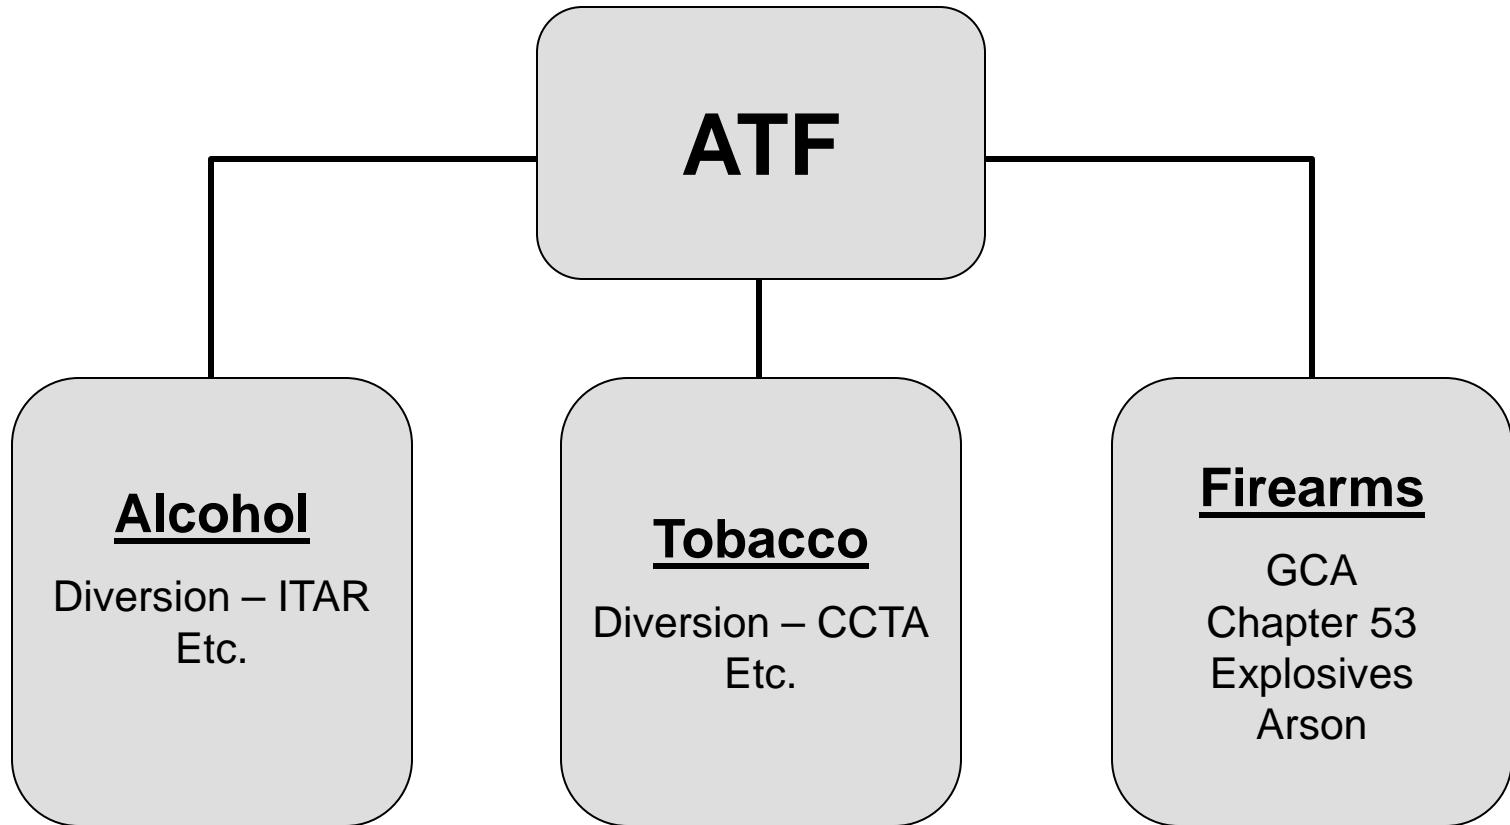 ATF
Alcohol
Diversion – ITAR
Etc.
Tobacco
Diversion – CCTA
Etc.
Firearms
GCA
Chapter 53
Explosives
Arson